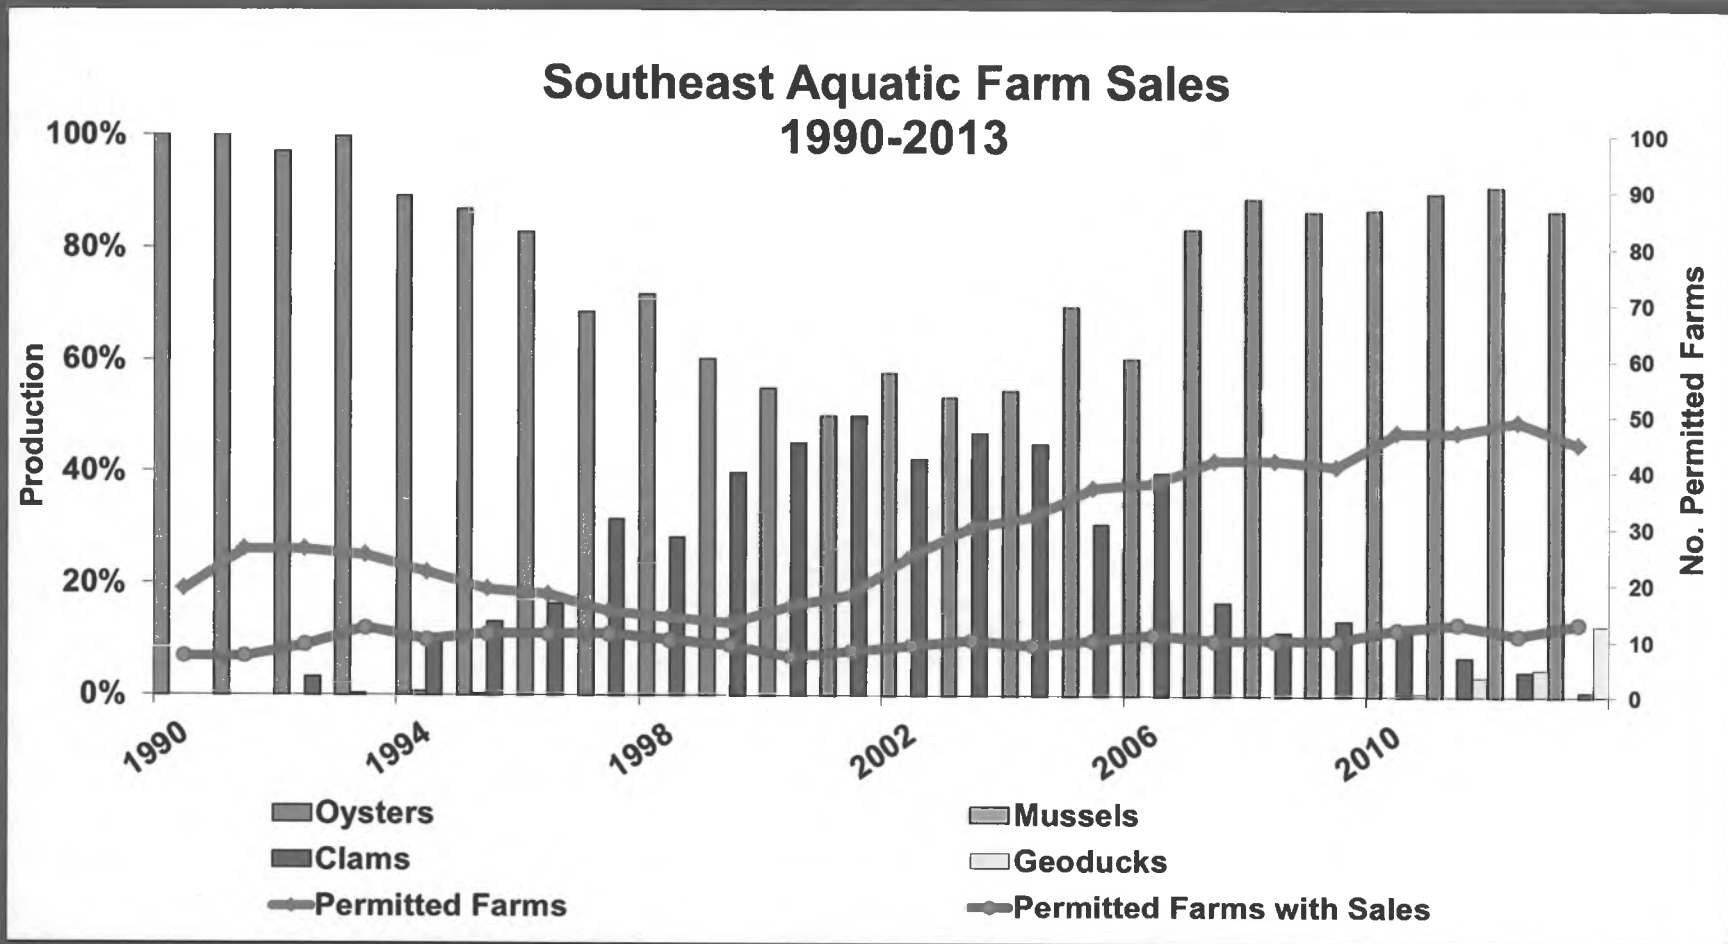 Southeast Aquatic Farm Sales
1990-2013
100%
80%
60%
40%
20%
0%
Production
100
90
80
70
60
50
40
30
20
10
0
No. Permitted Farms
1990
1994
1998
2002
2006
2010
Oysters
Mussels
Clams
Geoducks
Permitted Farms
Permitted Farms with Sales